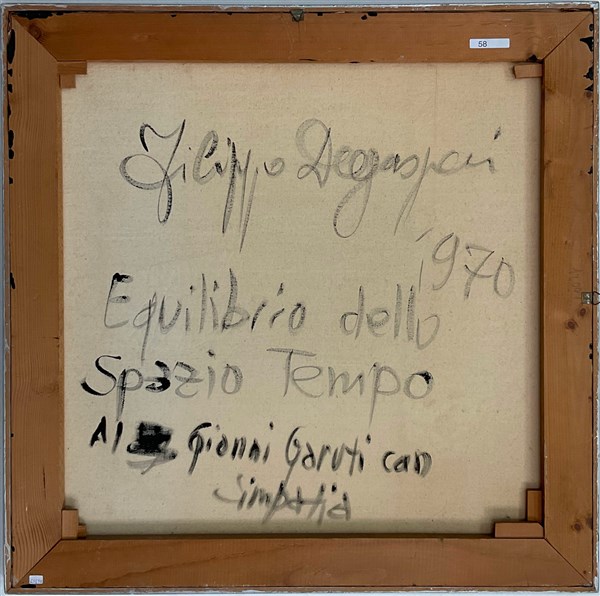 58
Filippo Degasperi
1970
Equilibrio dello
Spazio Tempo
Al Gianni Garuti con
Simpatia